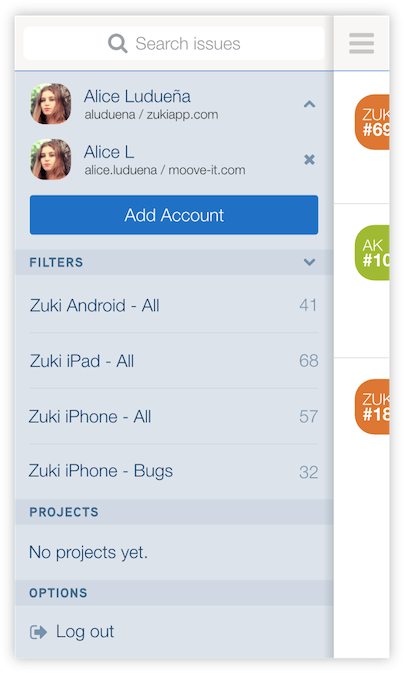 Search issues
Alice Ludueña
aluduena / zukiapp.com
Alice L
alice.luduena / moove-it.com
Add Account
FILTERS
Zuki Android - All 41
Zuki iPad - All 68
Zuki iPhone - All 57
Zuki iPhone - Bugs 32
PROJECTS
No projects yet.
OPTIONS
Log out
ZUK
#69
AK
#10
ZUK
#18